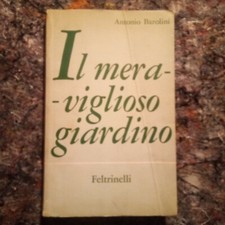 Antonio Barolini
Il mera-
-viglioso
giardino
Feltrinelli